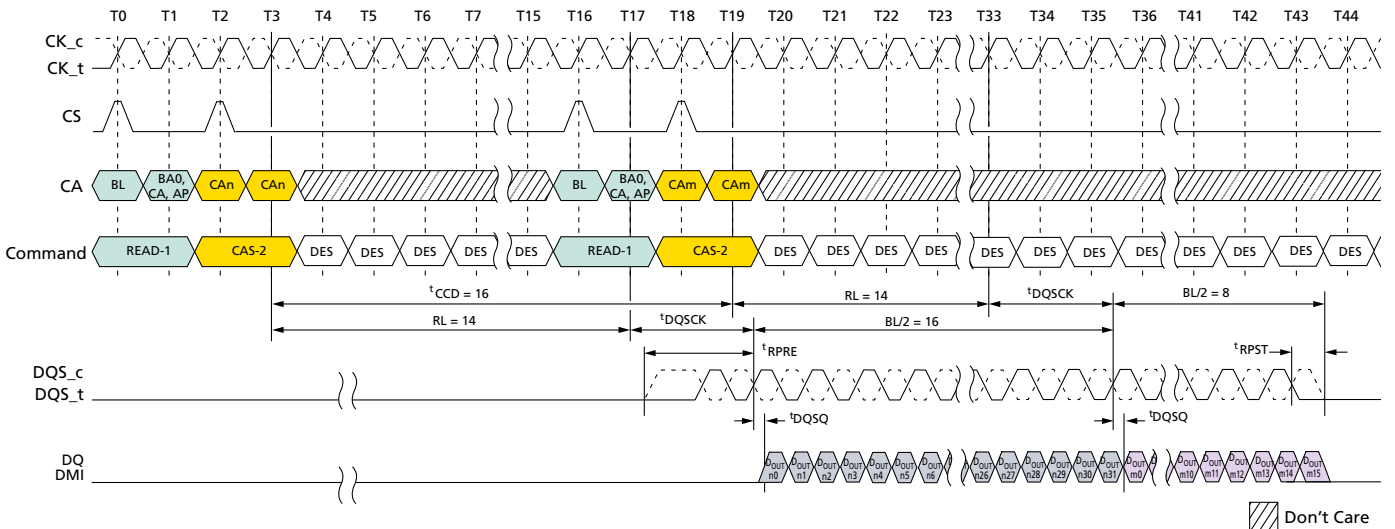 T0 T1 T2 T3 T4 T5 T6 T7 T15 T16 T17 T18 T19 T20 T21 T22 T23 T33 T34 T35 T36 T41 T42 T43 T44
CK_c
CK_t
CS
CA BL BA0, CA, AP CAn CAn BL BA0, CA, AP CAm CAm
Command READ-1 CAS-2 DES DES DES DES DES READ-1 CAS-2 DES DES DES DES DES DES DES DES DES DES DES DES
tCCD = 16 RL = 14 tDQSCK BL/2 = 8
RL = 14 tDQSCK BL/2 = 16
tRPRE tRPST
DQS_c
DQS_t
tDQSQ tDQSQ
DQ
DMI
DOUT n0 DOUT n1 DOUT n2 DOUT n3 DOUT n4 DOUT n5 DOUT n6 DOUT n26 DOUT n27 DOUT n28 DOUT n29 DOUT n30 DOUT n31 DOUT m0 D DOUT m10 DOUT m11 DOUT m12 DOUT m13 DOUT m14 DOUT m15
Don't Care